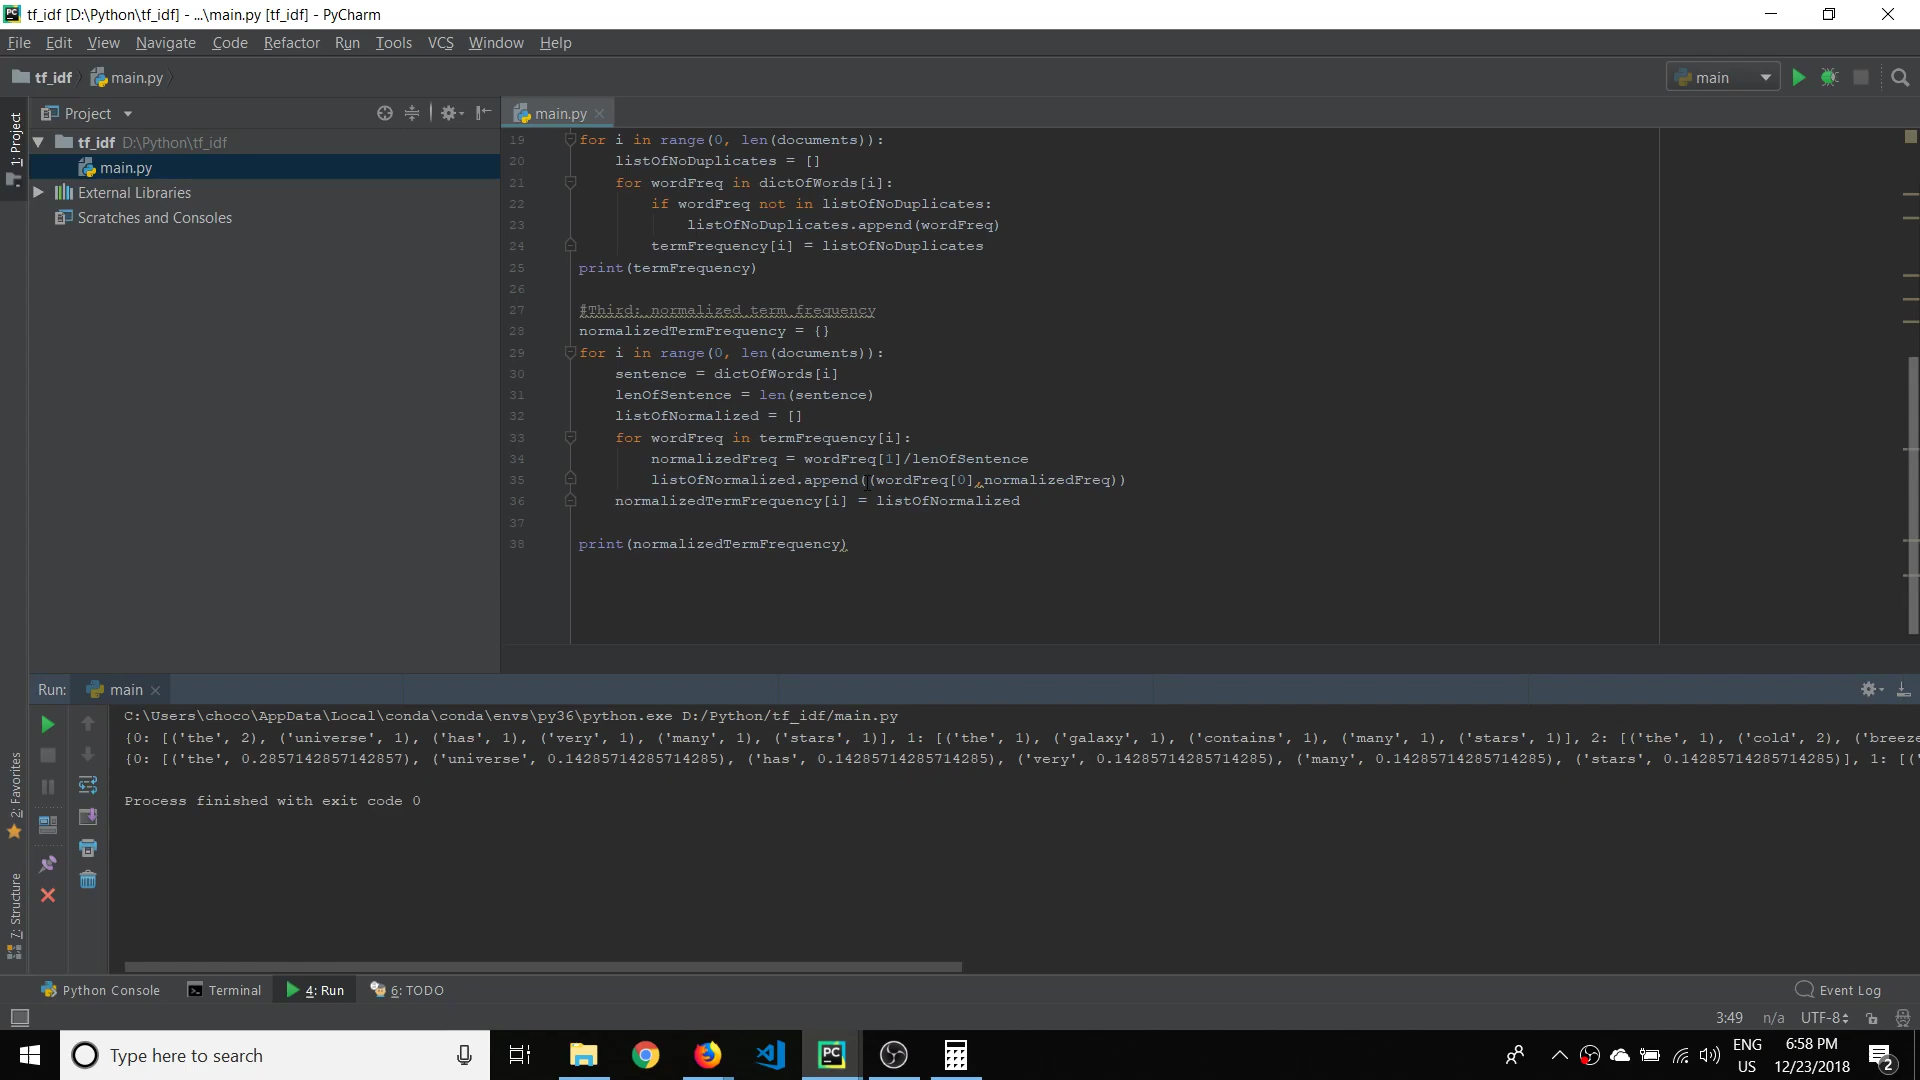 tf_idf [D:\Python\tf_idf] - ...\main.py [tf_idf] - PyCharm
File Edit View Navigate Code Refactor Run Tools VCS Window Help
tf_idf main.py
main
1: Project
Project
main.py
tf_idf D:\Python\tf_idf
main.py
External Libraries
Scratches and Consoles
19 for i in range(0, len(documents)):
20 listOfNoDuplicates = []
21 for wordFreq in dictOfWords[i]:
22 if wordFreq not in listOfNoDuplicates:
23 listOfNoDuplicates.append(wordFreq)
24 termFrequency[i] = listOfNoDuplicates
25 print(termFrequency)
26
27 #Third: normalized term frequency
28 normalizedTermFrequency = {}
29 for i in range(0, len(documents)):
30 sentence = dictOfWords[i]
31 lenOfSentence = len(sentence)
32 listOfNormalized = []
33 for wordFreq in termFrequency[i]:
34 normalizedFreq = wordFreq[1]/lenOfSentence
35 listOfNormalized.append((wordFreq[0],normalizedFreq))
36 normalizedTermFrequency[i] = listOfNormalized
37
38 print(normalizedTermFrequency)
Run: main
C:\Users\choco\AppData\Local\conda\conda\envs\py36\python.exe D:/Python/tf_idf/main.py
{0: [('the', 2), ('universe', 1), ('has', 1), ('very', 1), ('many', 1), ('stars', 1)], 1: [('the', 1), ('galaxy', 1), ('contains', 1), ('many', 1), ('stars', 1)], 2: [('the', 1), ('cold', 2), ('breeze
{0: [('the', 0.2857142857142857), ('universe', 0.14285714285714285), ('has', 0.14285714285714285), ('very', 0.14285714285714285), ('many', 0.14285714285714285), ('stars', 0.14285714285714285)], 1: [('
Process finished with exit code 0
2: Favorites
7: Structure
Python Console Terminal 4: Run 6: TODO Event Log
3:49 n/a UTF-8
Type here to search
ENG
US
6:58 PM
12/23/2018
2